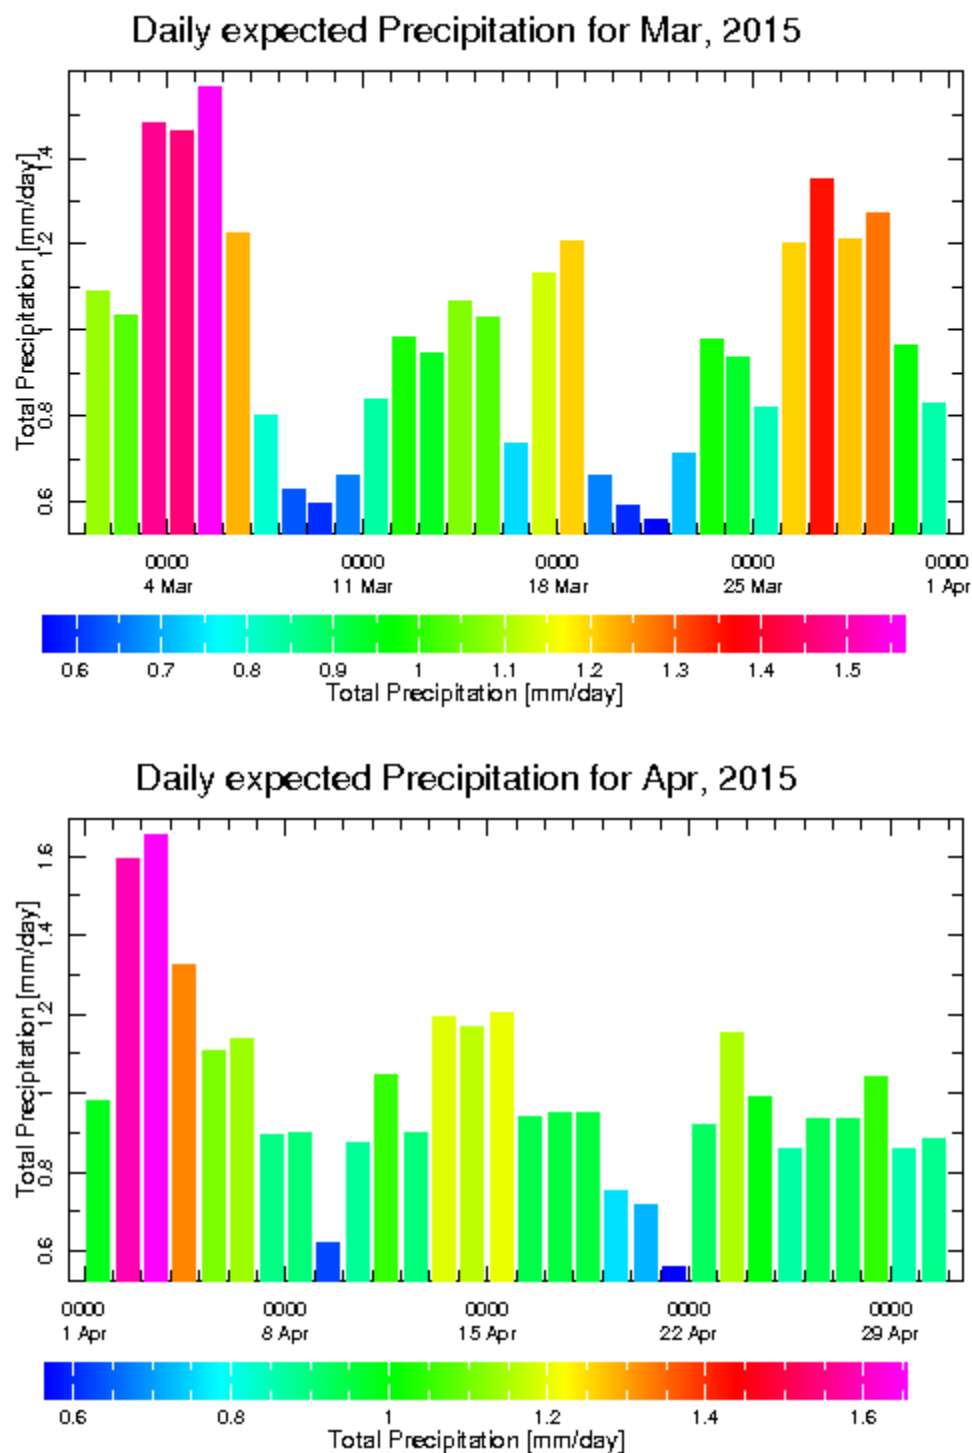 Daily expected Precipitation for Mar, 2015
Total Precipitation [mm/day]
1.4
1.2
1
0.8
0.6
0000 0000 0000 0000 0000
4 Mar 11 Mar 18 Mar 25 Mar 1 Apr
0.6 0.7 0.8 0.9 1 1.1 1.2 1.3 1.4 1.5
Total Precipitation [mm/day]
Daily expected Precipitation for Apr, 2015
Total Precipitation [mm/day]
1.6
1.4
1.2
1
0.8
0.6
0000 0000 0000 0000 0000
1 Apr 8 Apr 15 Apr 22 Apr 29 Apr
0.6 0.8 1 1.2 1.4 1.6
Total Precipitation [mm/day]